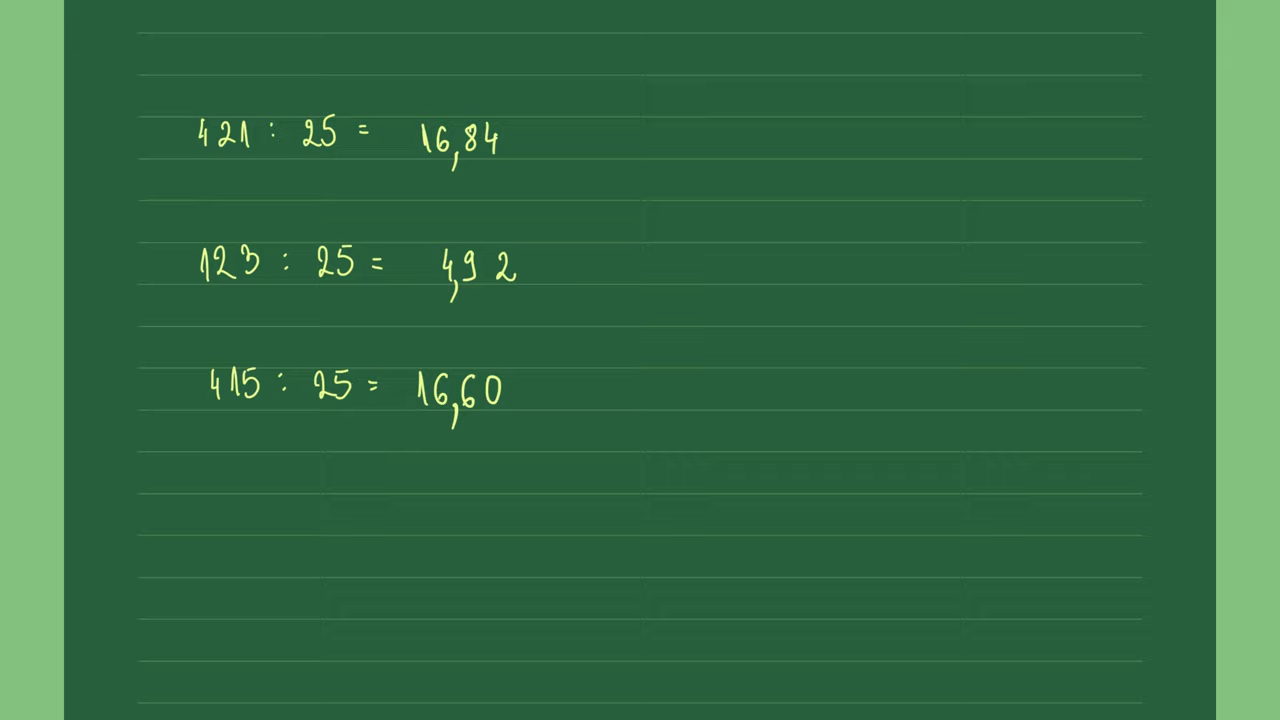 421 : 25 = 16,84
123 : 25 = 4,92
415 : 25 = 16,60